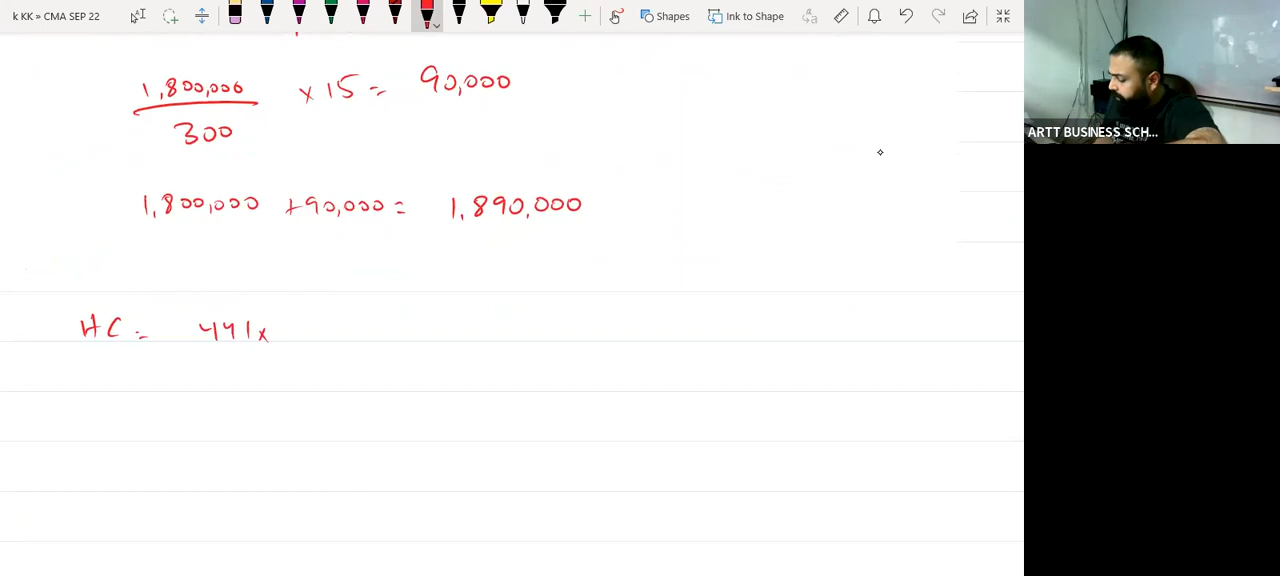 k KK » CMA SEP 22
Shapes
Ink to Shape
ARTT BUSINESS SCH...
1,800,000
300
x 15 = 90,000
1,800,000 + 90,000 = 1,890,000
HC = 441x